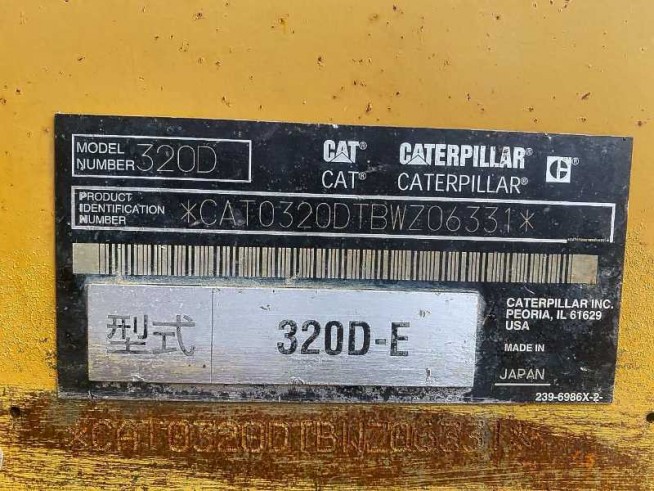 MODEL NUMBER 320D
CAT CATERPILLAR C
CAT® CATERPILLAR®
PRODUCT IDENTIFICATION NUMBER *CAT0320DTBWZ06331*
型式 320D-E
CATERPILLAR INC.
PEORIA, IL 61629
USA
MADE IN
JAPAN
239-6986X-2
*CAT0320DTBWZ06331*